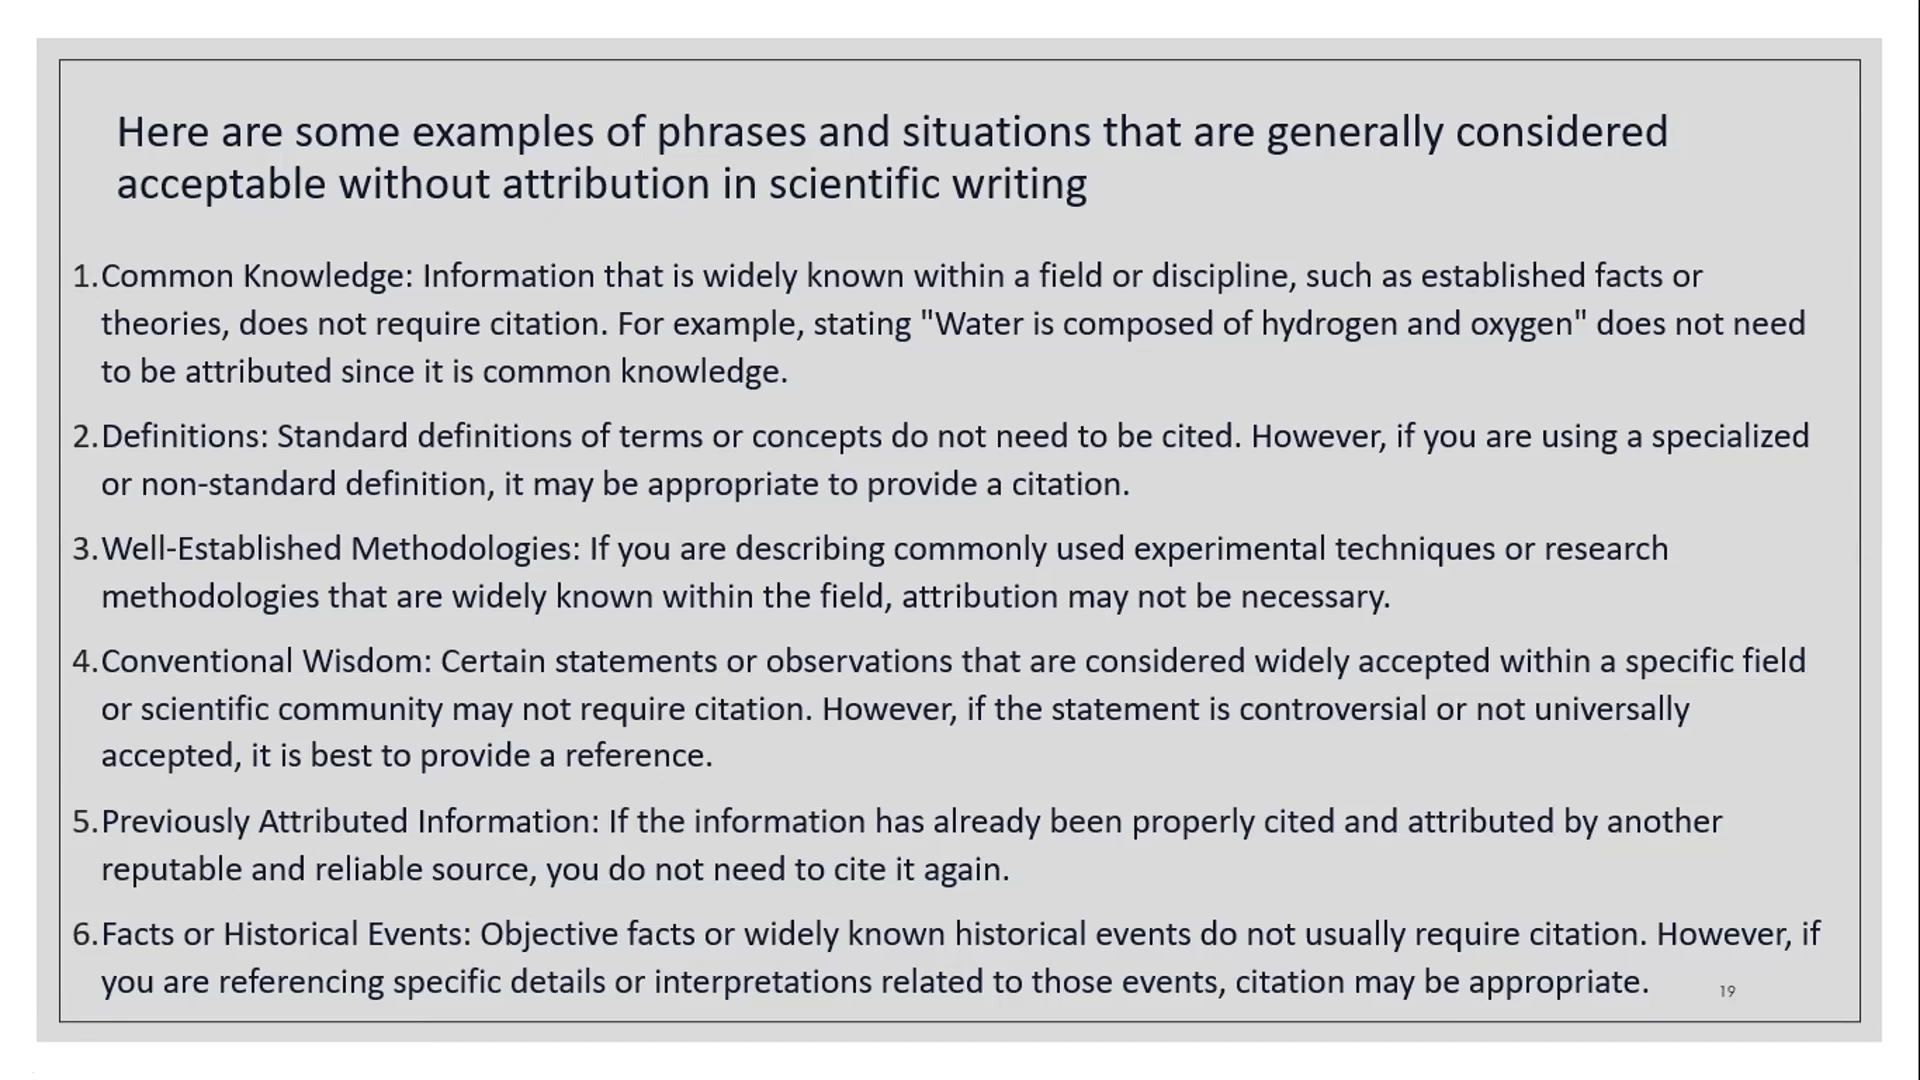 Here are some examples of phrases and situations that are generally considered
acceptable without attribution in scientific writing
1.Common Knowledge: Information that is widely known within a field or discipline, such as established facts or
theories, does not require citation. For example, stating "Water is composed of hydrogen and oxygen" does not need
to be attributed since it is common knowledge.
2.Definitions: Standard definitions of terms or concepts do not need to be cited. However, if you are using a specialized
or non-standard definition, it may be appropriate to provide a citation.
3.Well-Established Methodologies: If you are describing commonly used experimental techniques or research
methodologies that are widely known within the field, attribution may not be necessary.
4.Conventional Wisdom: Certain statements or observations that are considered widely accepted within a specific field
or scientific community may not require citation. However, if the statement is controversial or not universally
accepted, it is best to provide a reference.
5.Previously Attributed Information: If the information has already been properly cited and attributed by another
reputable and reliable source, you do not need to cite it again.
6.Facts or Historical Events: Objective facts or widely known historical events do not usually require citation. However, if
you are referencing specific details or interpretations related to those events, citation may be appropriate.
19